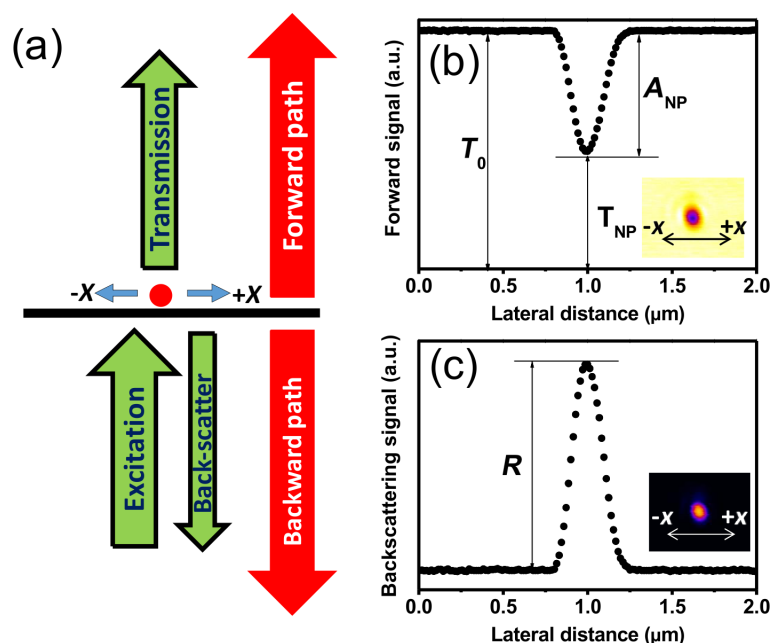 (a)
Transmission
Forward path
-X
+X
Excitation
Back-scatter
Backward path
(b)
Forward signal (a.u.)
T0
ANP
TNP
-x
+x
0.0 0.5 1.0 1.5 2.0
Lateral distance (µm)
(c)
Backscattering signal (a.u.)
R
-x
+x
0.0 0.5 1.0 1.5 2.0
Lateral distance (µm)